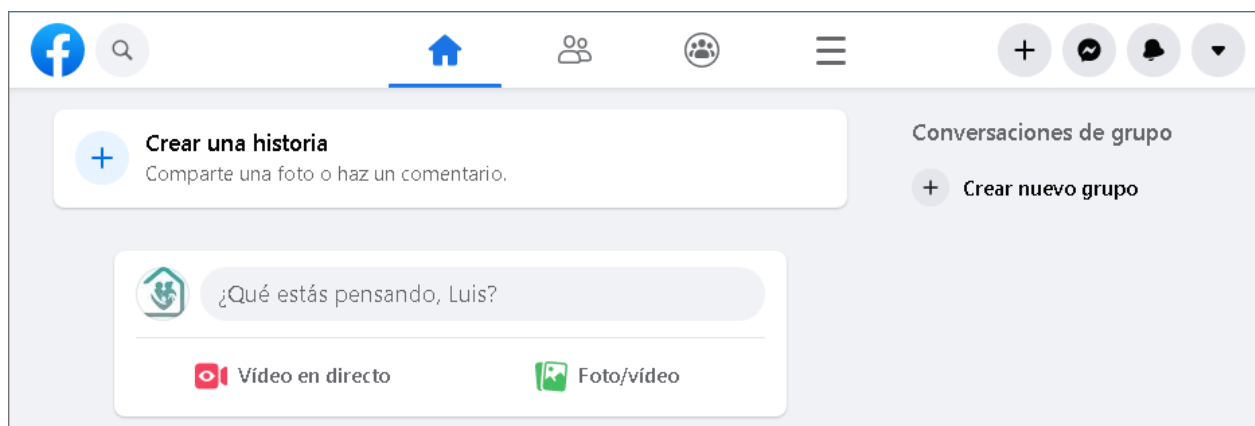 Crear una historia
Comparte una foto o haz un comentario.
Conversaciones de grupo
Crear nuevo grupo
¿Qué estás pensando, Luis?
Vídeo en directo
Foto/vídeo